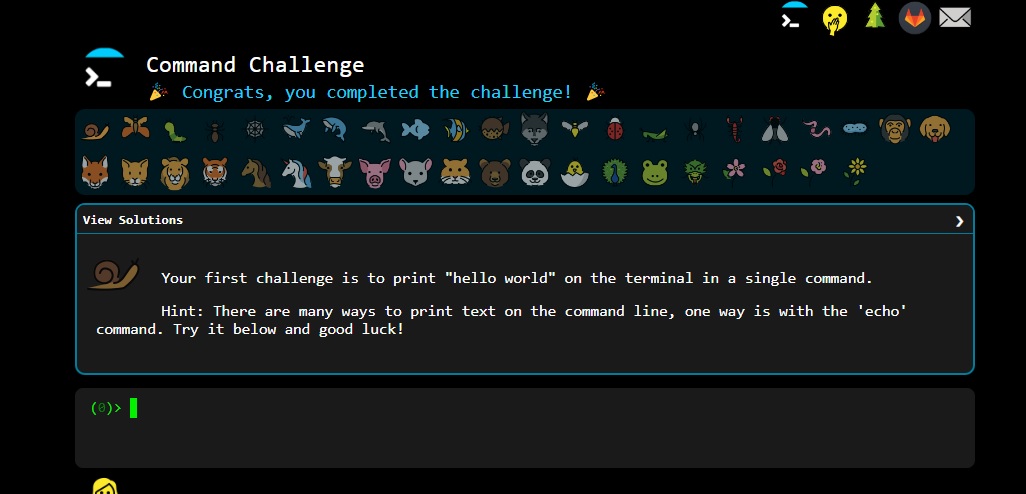 Command Challenge
🎉 Congrats, you completed the challenge! 🎉
View Solutions
Your first challenge is to print "hello world" on the terminal in a single command.
Hint: There are many ways to print text on the command line, one way is with the 'echo'
command. Try it below and good luck!
(0)>